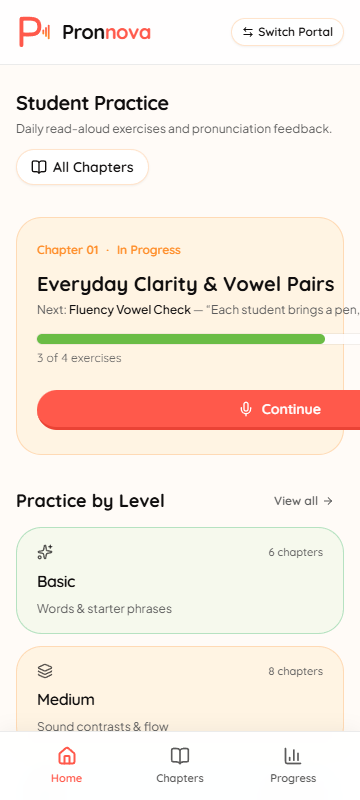 Pronnova
Switch Portal
Student Practice
Daily read-aloud exercises and pronunciation feedback.
All Chapters
Chapter 01 · In Progress
Everyday Clarity & Vowel Pairs
Next: Fluency Vowel Check — "Each student brings a pen,
3 of 4 exercises
Continue
Practice by Level
View all →
6 chapters
Basic
Words & starter phrases
8 chapters
Medium
Sound contrasts & flow
Home
Chapters
Progress